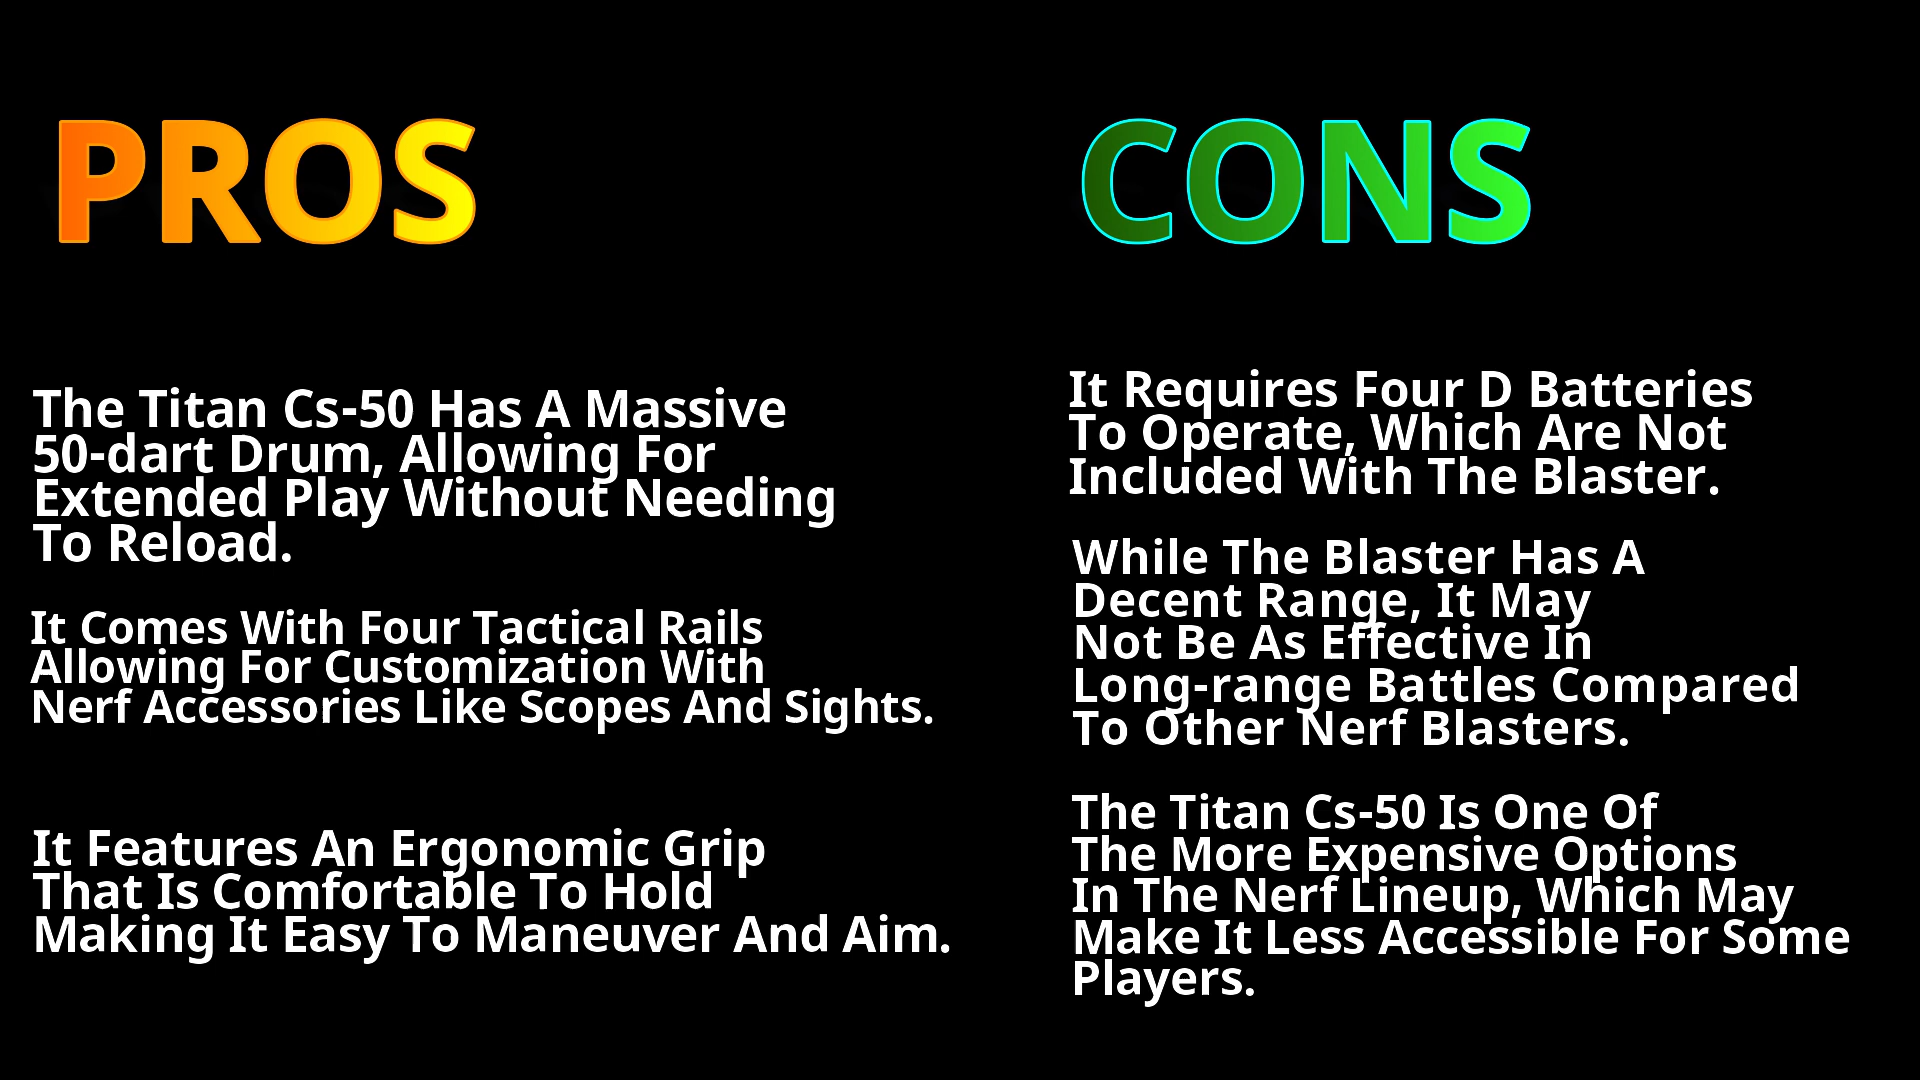 PROS
The Titan Cs-50 Has A Massive
50-dart Drum, Allowing For
Extended Play Without Needing
To Reload.
It Comes With Four Tactical Rails
Allowing For Customization With
Nerf Accessories Like Scopes And Sights.
It Features An Ergonomic Grip
That Is Comfortable To Hold
Making It Easy To Maneuver And Aim.
CONS
It Requires Four D Batteries
To Operate, Which Are Not
Included With The Blaster.
While The Blaster Has A
Decent Range, It May
Not Be As Effective In
Long-range Battles Compared
To Other Nerf Blasters.
The Titan Cs-50 Is One Of
The More Expensive Options
In The Nerf Lineup, Which May
Make It Less Accessible For Some
Players.